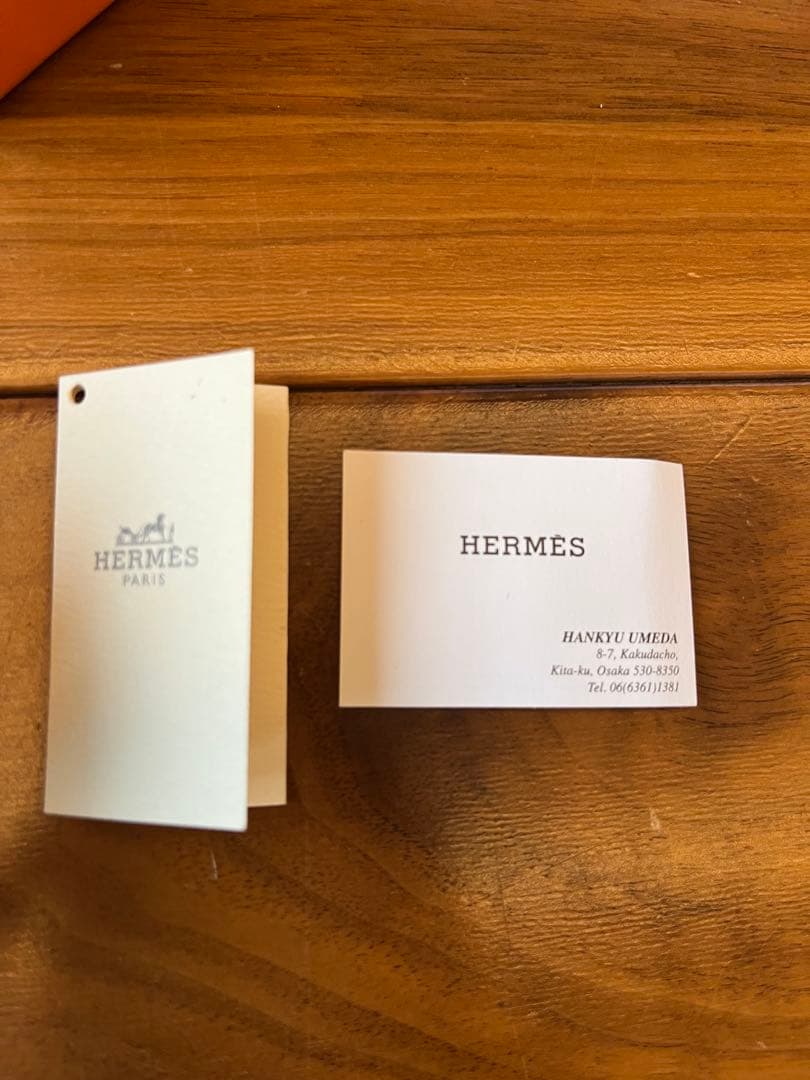 HERMÈS
PARIS
HERMÈS
HANKYU UMEDA
8-7, Kakudacho,
Kita-ku, Osaka 530-8350
Tel. 06(6361)1381